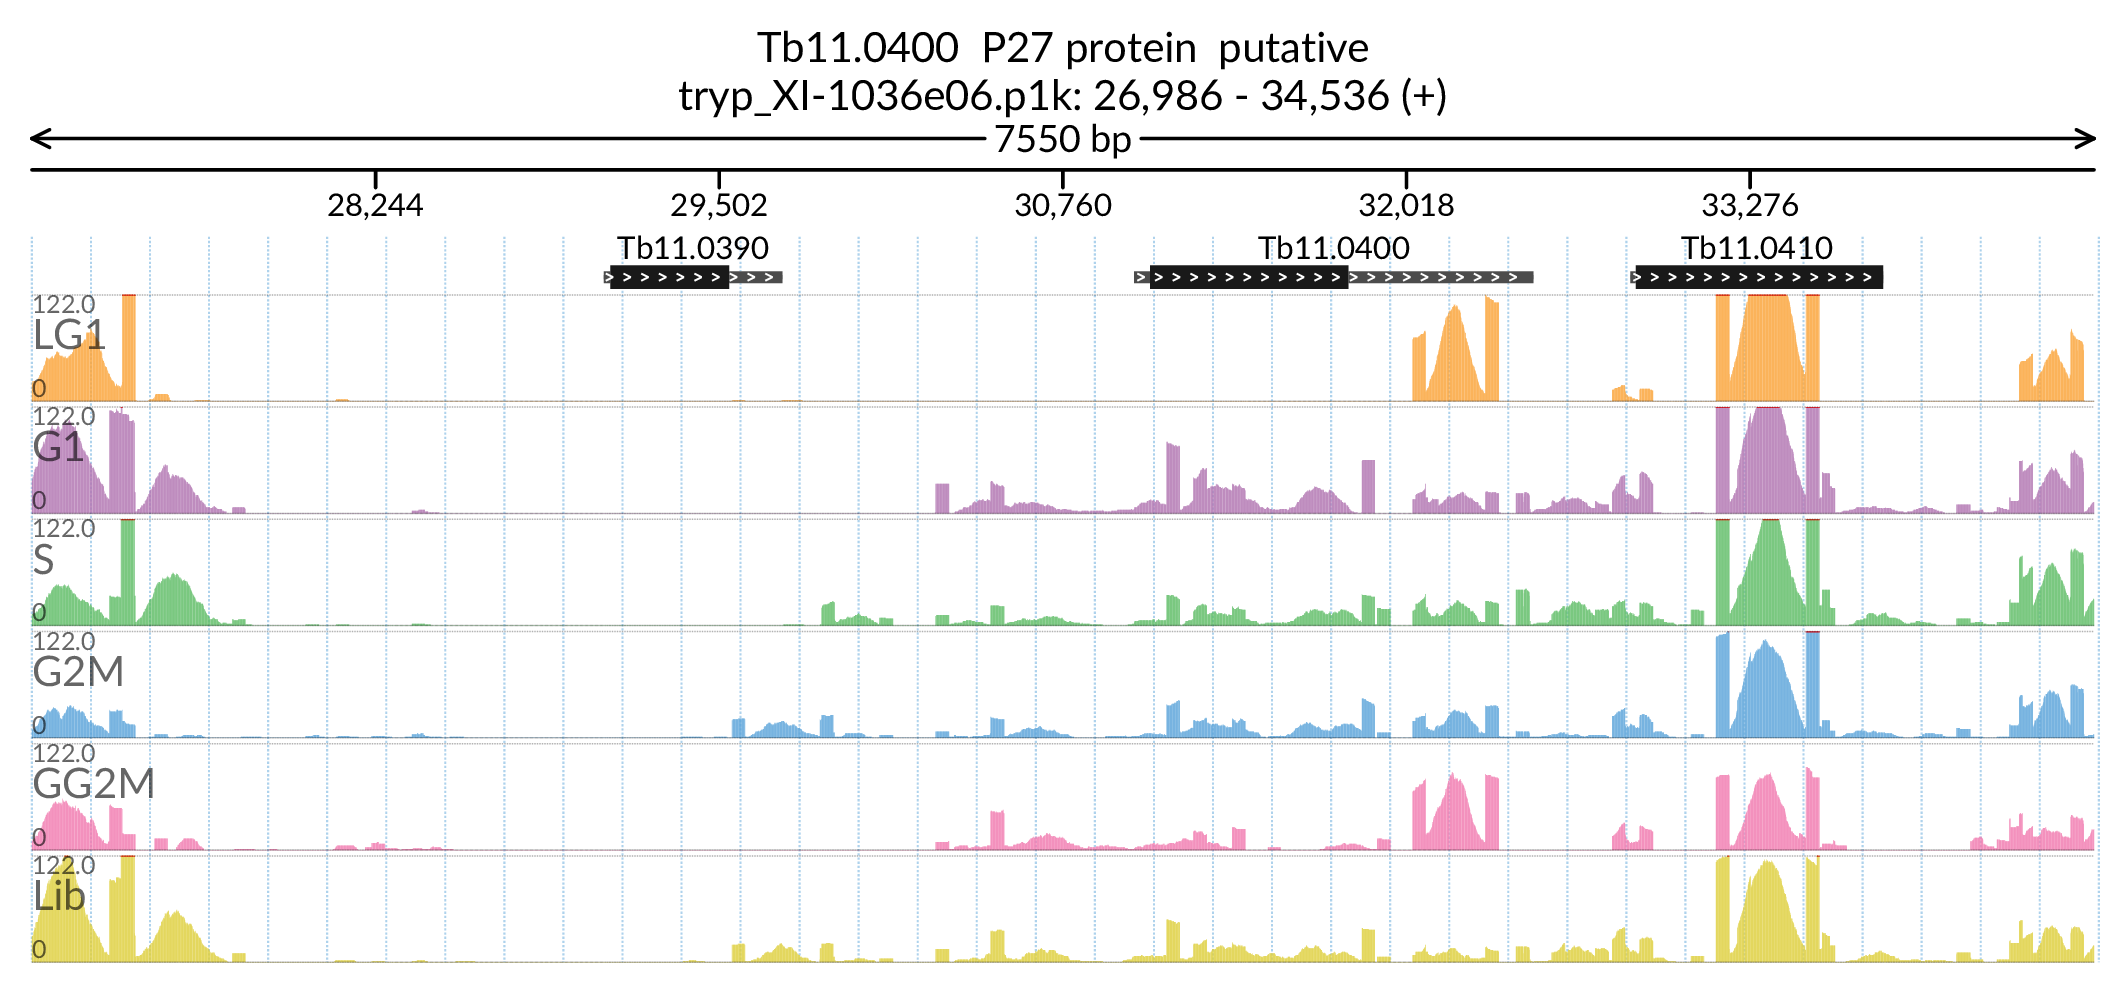 Tb11.0400 P27 protein putative
tryp_XI-1036e06.p1k: 26,986 - 34,536 (+)
7550 bp
28,244 29,502 30,760 32,018 33,276
Tb11.0390 Tb11.0400 Tb11.0410
122.0
LG1
0
122.0
G1
0
122.0
S
0
122.0
G2M
0
122.0
GG2M
0
122.0
Lib
0